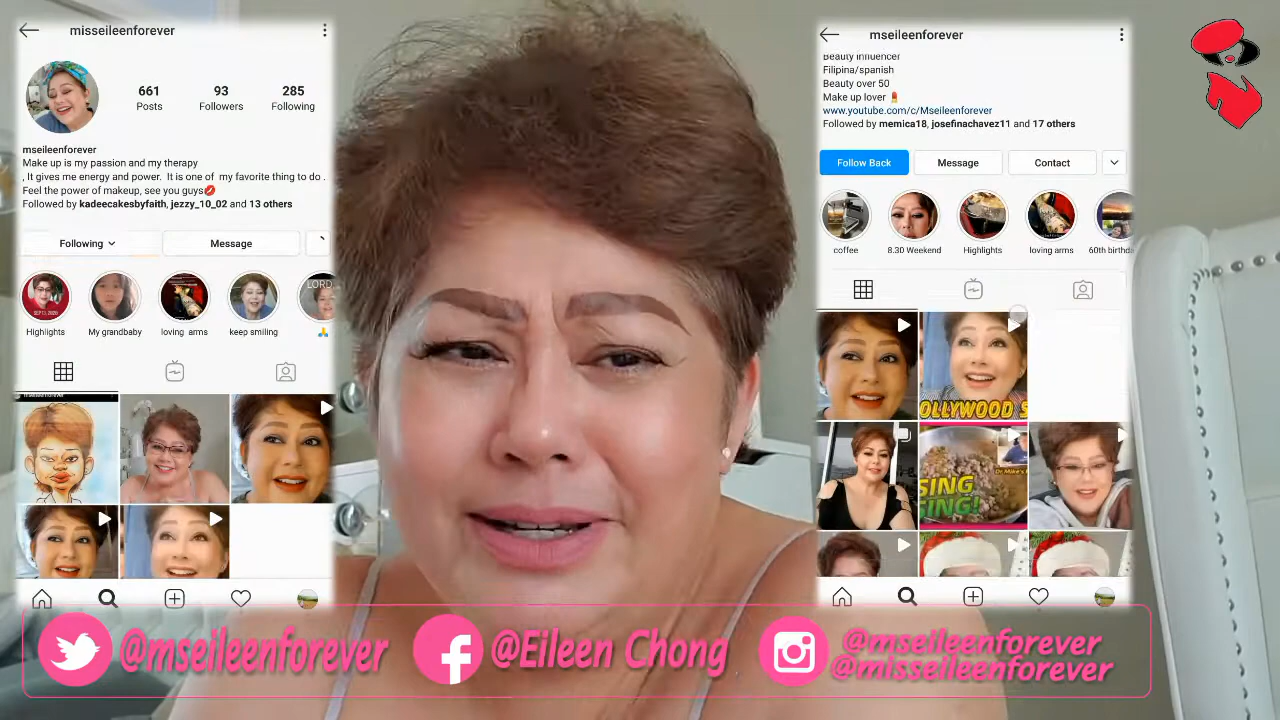 misseileenforever
661
93
285
Posts
Followers
Following
mseileenforever
Make up is my passion and my therapy
, It gives me energy and power. It is one of my favorite thing to do .
Feel the power of makeup, see you guys
Followed by kadeecakesbyfaith, jezzy_10_02 and 13 others
Following
Message
LORD
Highlights
My grandbaby
loving arms
keep smiling
mseileenforever
Beauty influencer
Filipina/spanish
Beauty over 50
Make up lover
www.youtube.com/c/Mseileenforever
Followed by memica18, josefinachavez11 and 17 others
Follow Back
Message
Contact
coffee
8.30 Weekend
Highlights
loving arms
60th birthda
OLLYWOOD S
SING
SING!
@mseileenforever
@Eileen Chong
@mseileenforever
@misseileenforever